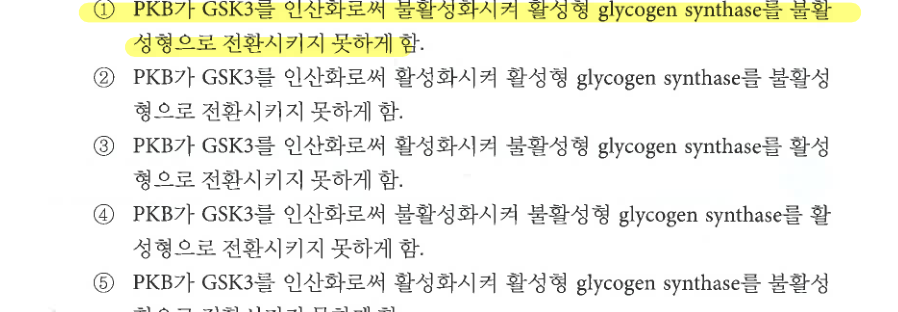 ① PKB가 GSK3를 인산화로써 불활성화시켜 활성형 glycogen synthase를 불활
성형으로 전환시키지 못하게 함.
② PKB가 GSK3를 인산화로써 활성화시켜 활성형 glycogen synthase를 불활성
형으로 전환시키지 못하게 함.
③ PKB가 GSK3를 인산화로써 활성화시켜 불활성형 glycogen synthase를 활성
형으로 전환시키지 못하게 함.
④ PKB가 GSK3를 인산화로써 불활성화시켜 불활성형 glycogen synthase를 활
성형으로 전환시키지 못하게 함.
⑤ PKB가 GSK3를 인산화로써 활성화시켜 활성형 glycogen synthase를 불활성